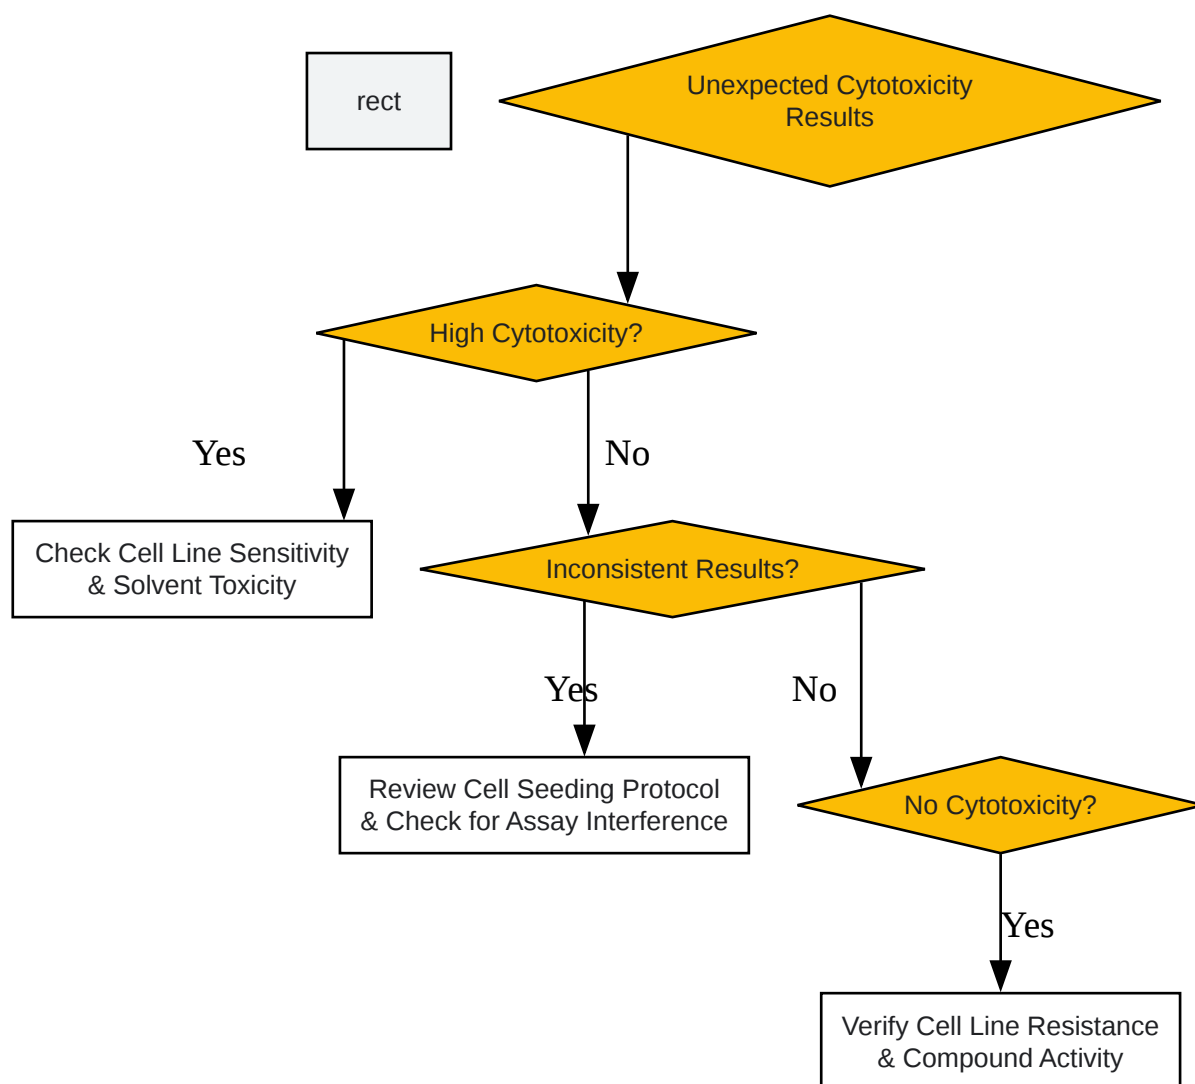 rect
Unexpected Cytotoxicity
Results
High Cytotoxicity?
Yes
No
Check Cell Line Sensitivity
& Solvent Toxicity
Inconsistent Results?
Yes
No
Review Cell Seeding Protocol
& Check for Assay Interference
No Cytotoxicity?
Yes
Verify Cell Line Resistance
& Compound Activity